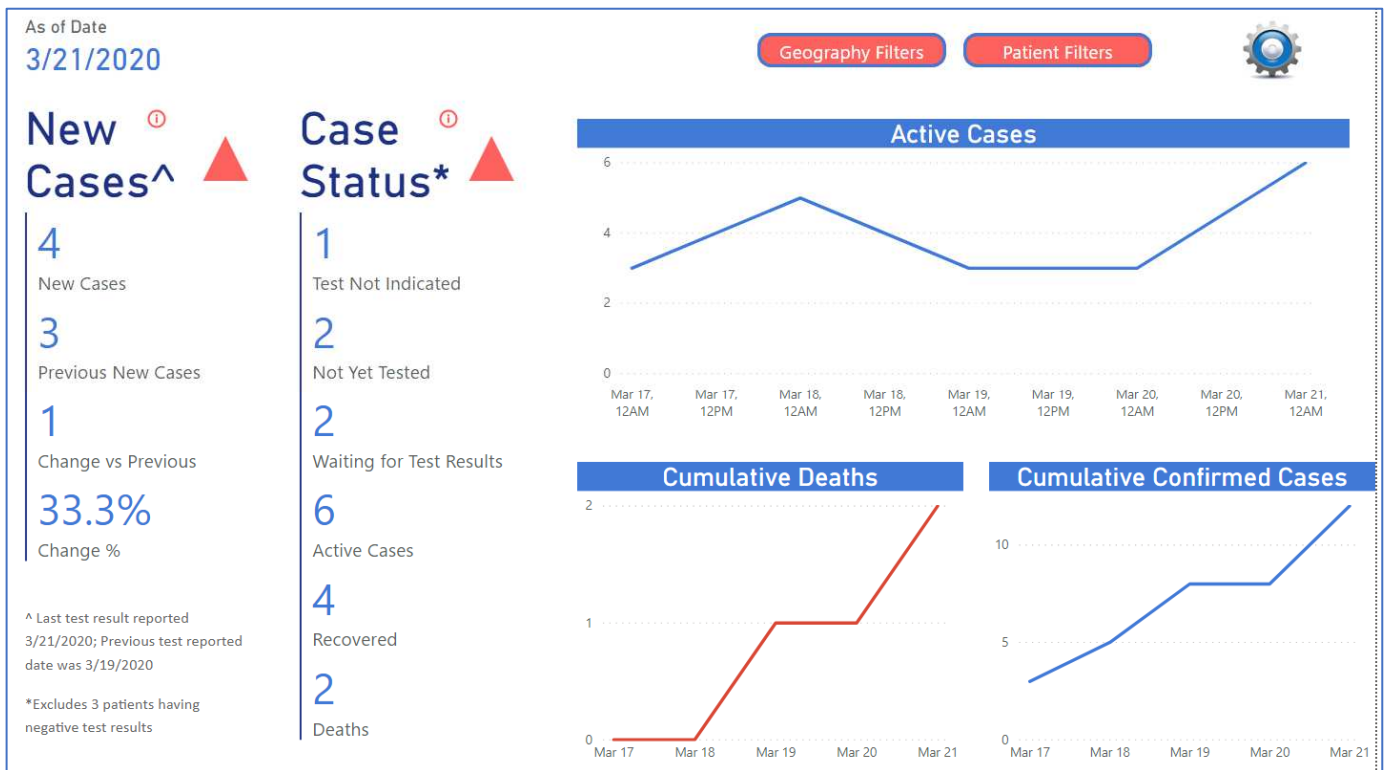 As of Date
3/21/2020
Geography Filters
Patient Filters
New
Cases^
4
New Cases
3
Previous New Cases
1
Change vs Previous
33.3%
Change %
^ Last test result reported
3/21/2020; Previous test reported
date was 3/19/2020
*Excludes 3 patients having
negative test results
Case
Status*
1
Test Not Indicated
2
Not Yet Tested
2
Waiting for Test Results
6
Active Cases
4
Recovered
2
Deaths
Active Cases
6
4
2
0
Mar 17, Mar 17, Mar 18, Mar 18, Mar 19, Mar 19, Mar 20, Mar 20, Mar 21,
12AM 12PM 12AM 12PM 12AM 12PM 12AM 12PM 12AM
Cumulative Deaths
2
1
0
Mar 17 Mar 18 Mar 19 Mar 20 Mar 21
Cumulative Confirmed Cases
10
5
0
Mar 17 Mar 18 Mar 19 Mar 20 Mar 21